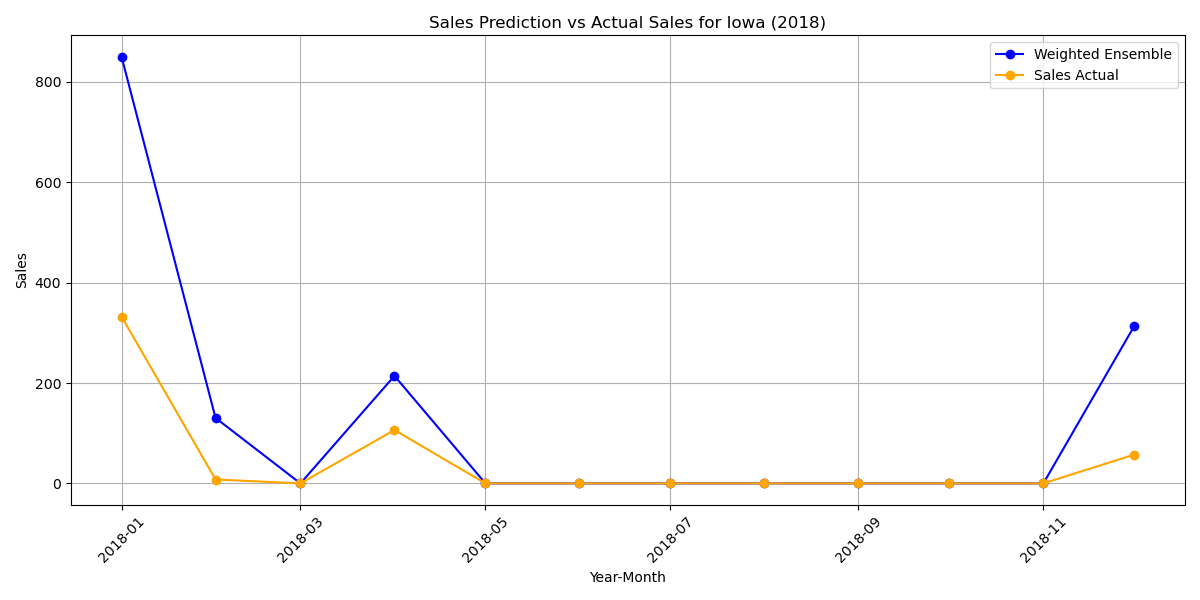 Sales Prediction vs Actual Sales for Iowa (2018)
Weighted Ensemble
Sales Actual
800
600
400
200
0
Sales
2018-01
2018-03
2018-05
2018-07
2018-09
2018-11
Year-Month